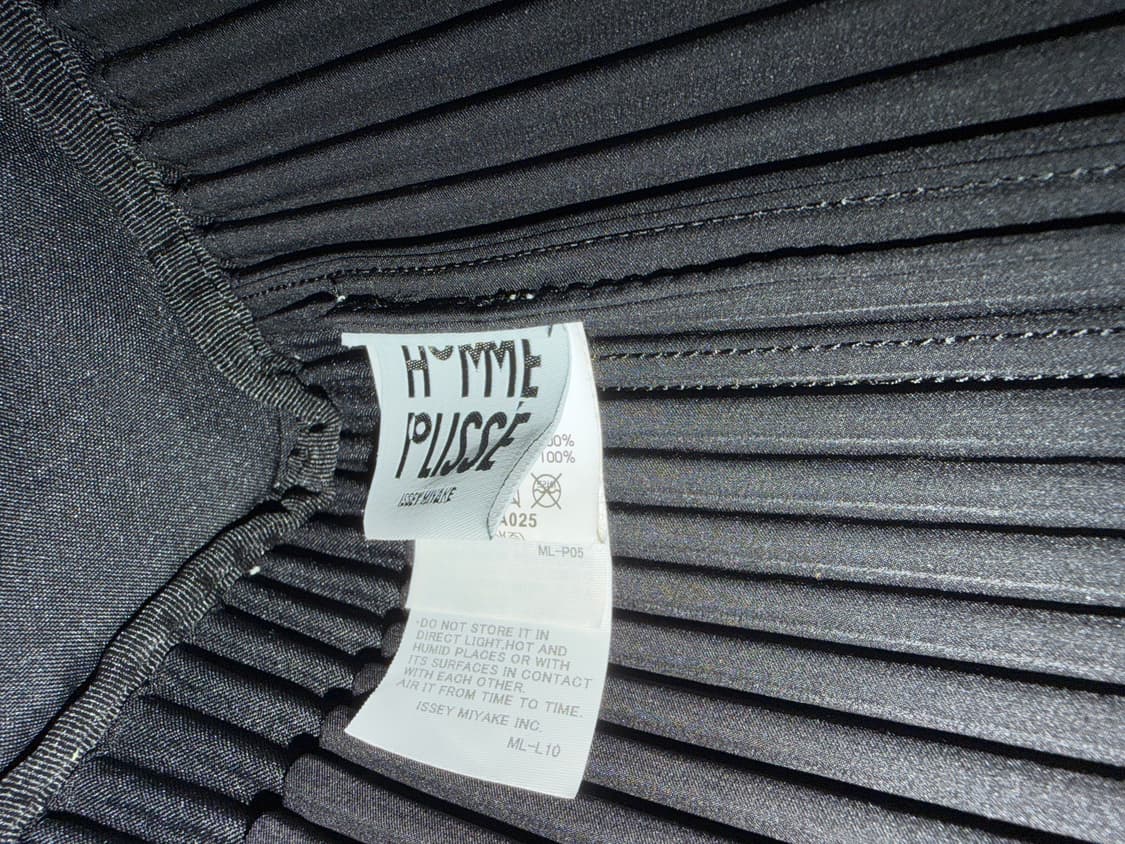 HOMME
PLISSÉ
ISSEY MIYAKE
100%
A025
ML-P05
·DO NOT STORE IT IN
DIRECT LIGHT,HOT AND
HUMID PLACES OR WITH
ITS SURFACES IN CONTACT
WITH EACH OTHER.
AIR IT FROM TIME TO TIME.
ISSEY MIYAKE INC.
ML-L10